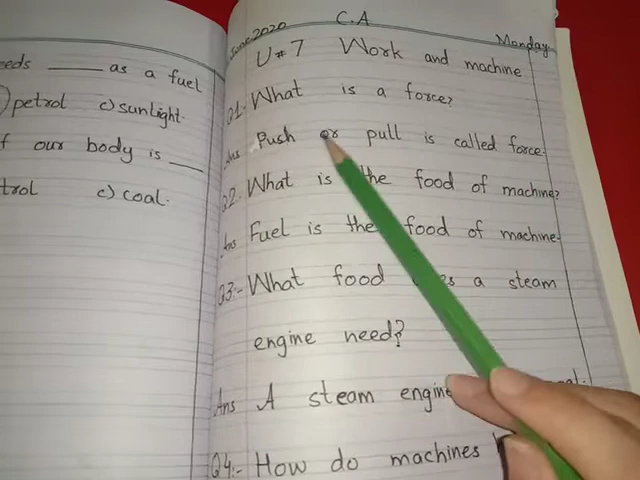 eeds ____ as a fuel
petrol c) sunlight.
f our body is ____
trol c) coal.
June 2020 C.A Monday
U#7 Work and machine
Q1:- What is a force?
Ans Push or pull is called force.
Q2. What is the food of machine?
Ans Fuel is the food of machine.
Q3:- What food a steam
engine need?
Ans A steam engine
Q4:- How do machines